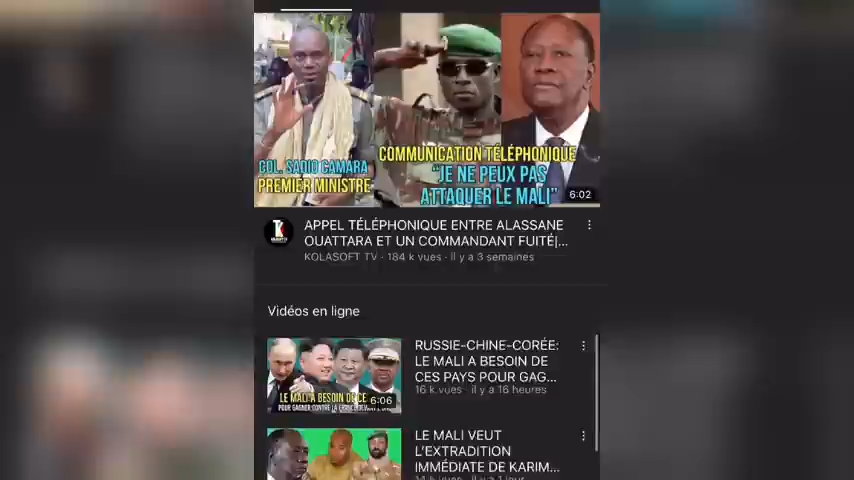 COL. SADIO CAMARA
PREMIER MINISTRE
COMMUNICATION TÉLÉPHONIQUE
“JE NE PEUX PAS
ATTAQUER LE MALI”
6:02
APPEL TÉLÉPHONIQUE ENTRE ALASSANE
OUATTARA ET UN COMMANDANT FUITÉ|...
KOLASOFT TV · 184 k vues · il y a 3 semaines
Vidéos en ligne
LE MALI A BESOIN DE CE
6:06
RUSSIE-CHINE-CORÉE:
LE MALI A BESOIN DE
CES PAYS POUR GAG...
16 k vues · il y a 16 heures
LE MALI VEUT
L’EXTRADITION
IMMÉDIATE DE KARIM...